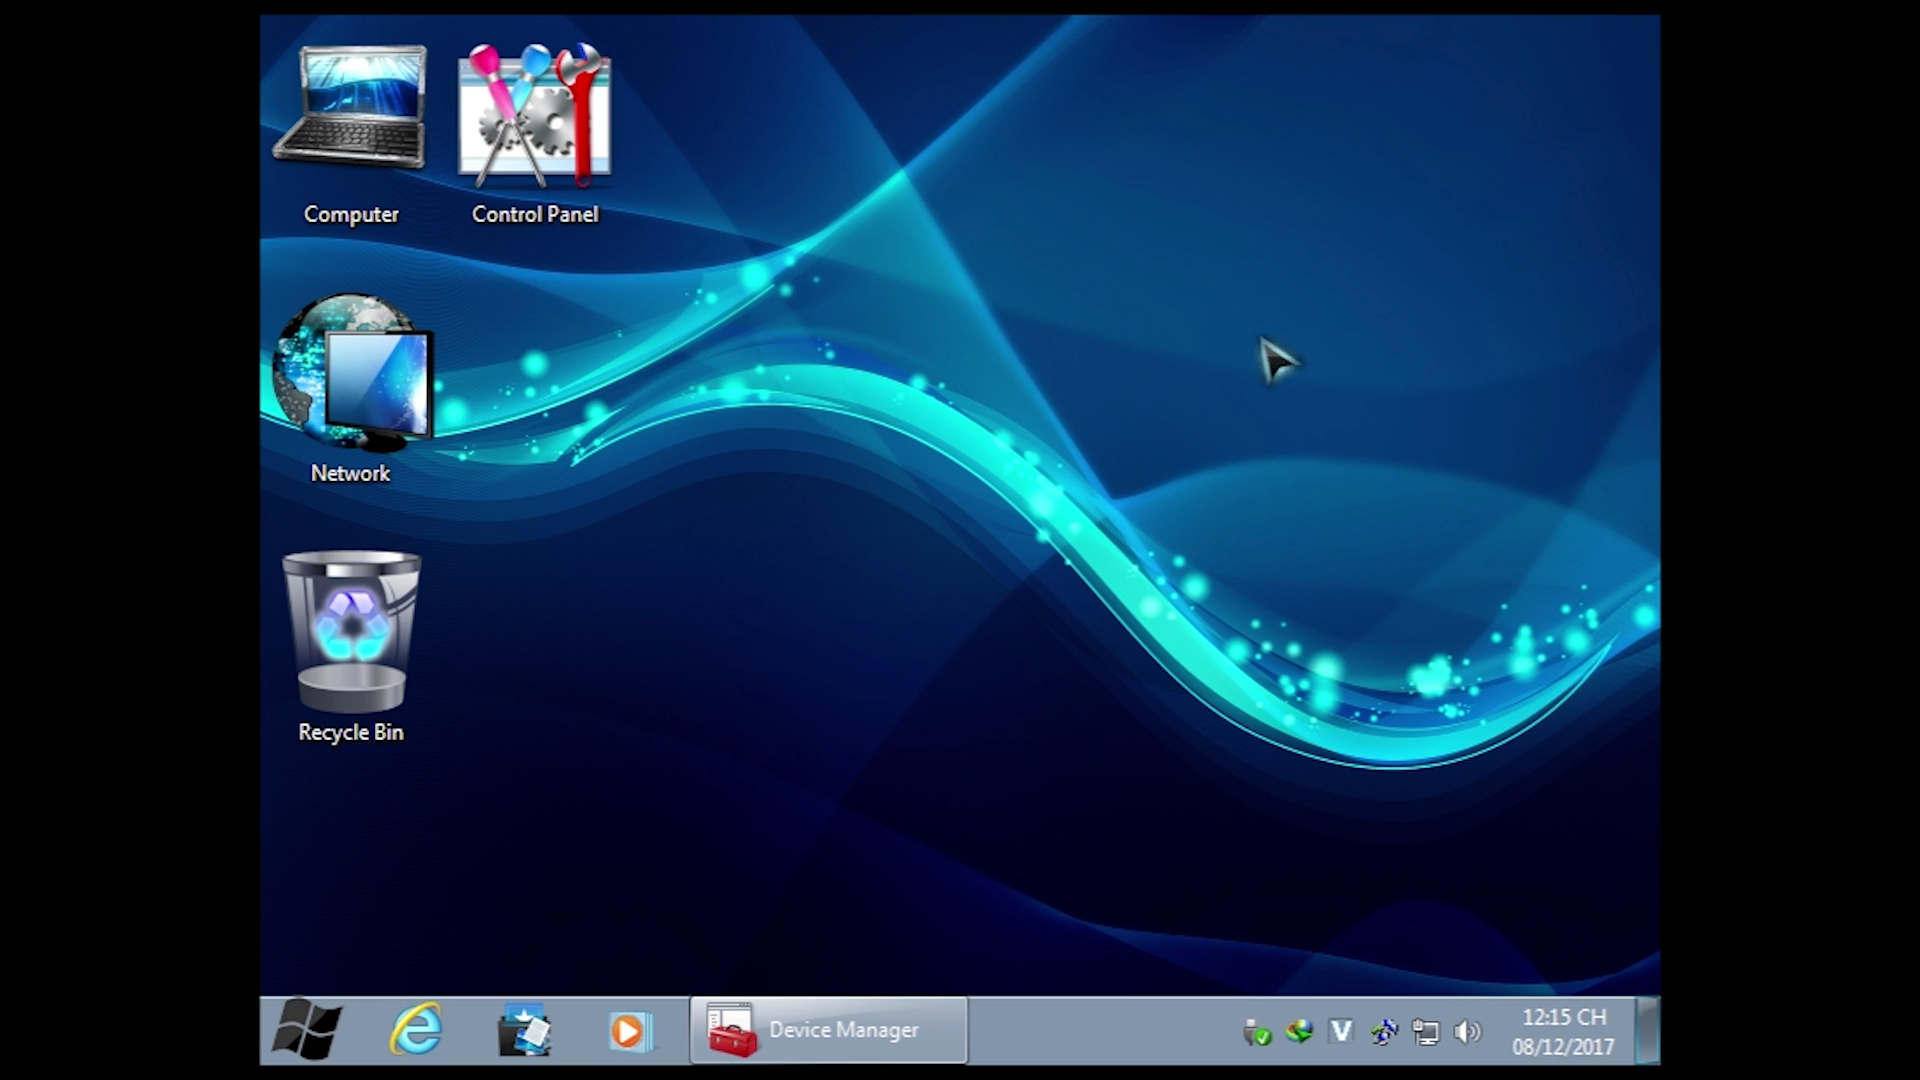 Computer
Control Panel
Network
Recycle Bin
Device Manager
V
12:15 CH
08/12/2017